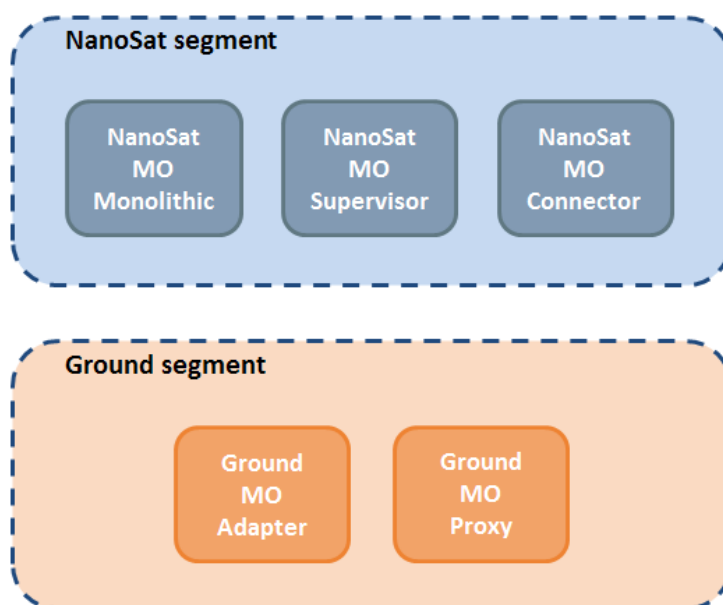 NanoSat segment
NanoSat
MO
Monolithic
NanoSat
MO
Supervisor
NanoSat
MO
Connector
Ground segment
Ground
MO
Adapter
Ground
MO
Proxy